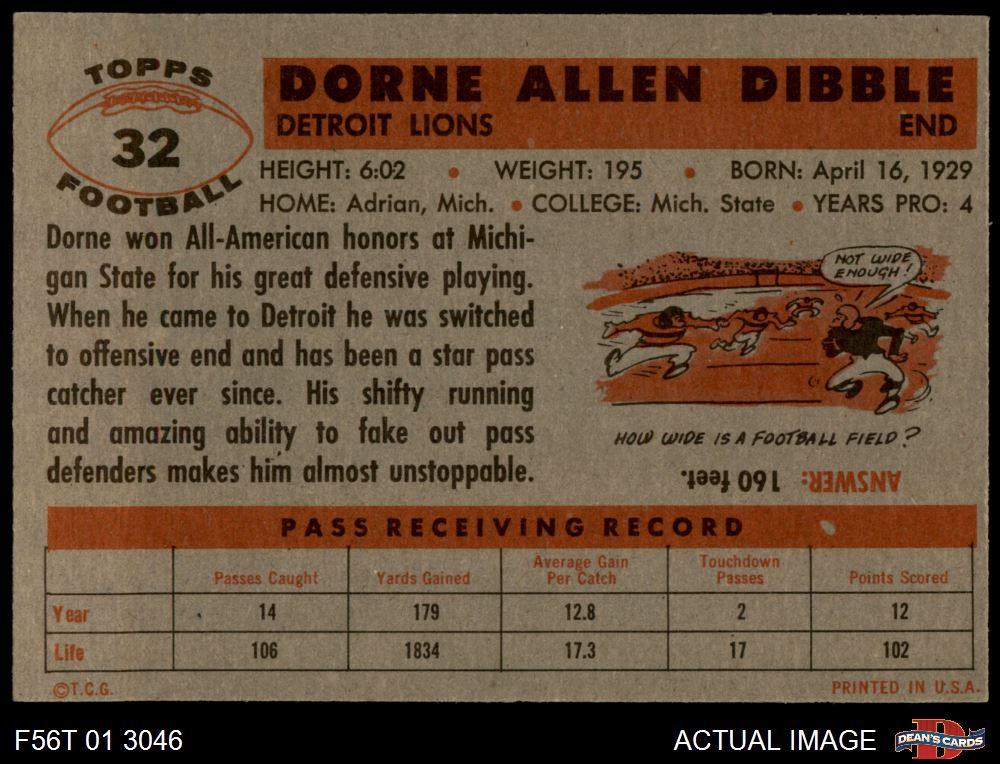 TOPPS
32
FOOTBALL
DORNE ALLEN DIBBLE
DETROIT LIONS END
HEIGHT: 6:02 • WEIGHT: 195 • BORN: April 16, 1929
HOME: Adrian, Mich. • COLLEGE: Mich. State • YEARS PRO: 4
Dorne won All-American honors at Michi-
gan State for his great defensive playing.
When he came to Detroit he was switched
to offensive end and has been a star pass
catcher ever since. His shifty running
and amazing ability to fake out pass
defenders makes him almost unstoppable.
NOT WIDE
ENOUGH!
HOW WIDE IS A FOOTBALL FIELD?
ANSWER: 160 feet.
PASS RECEIVING RECORD
Passes Caught Yards Gained Average Gain Per Catch Touchdown Passes Points Scored
Year 14 179 12.8 2 12
Life 106 1834 17.3 17 102
©T.C.G. PRINTED IN U.S.A.
F56T 01 3046 ACTUAL IMAGE DEAN'S CARDS